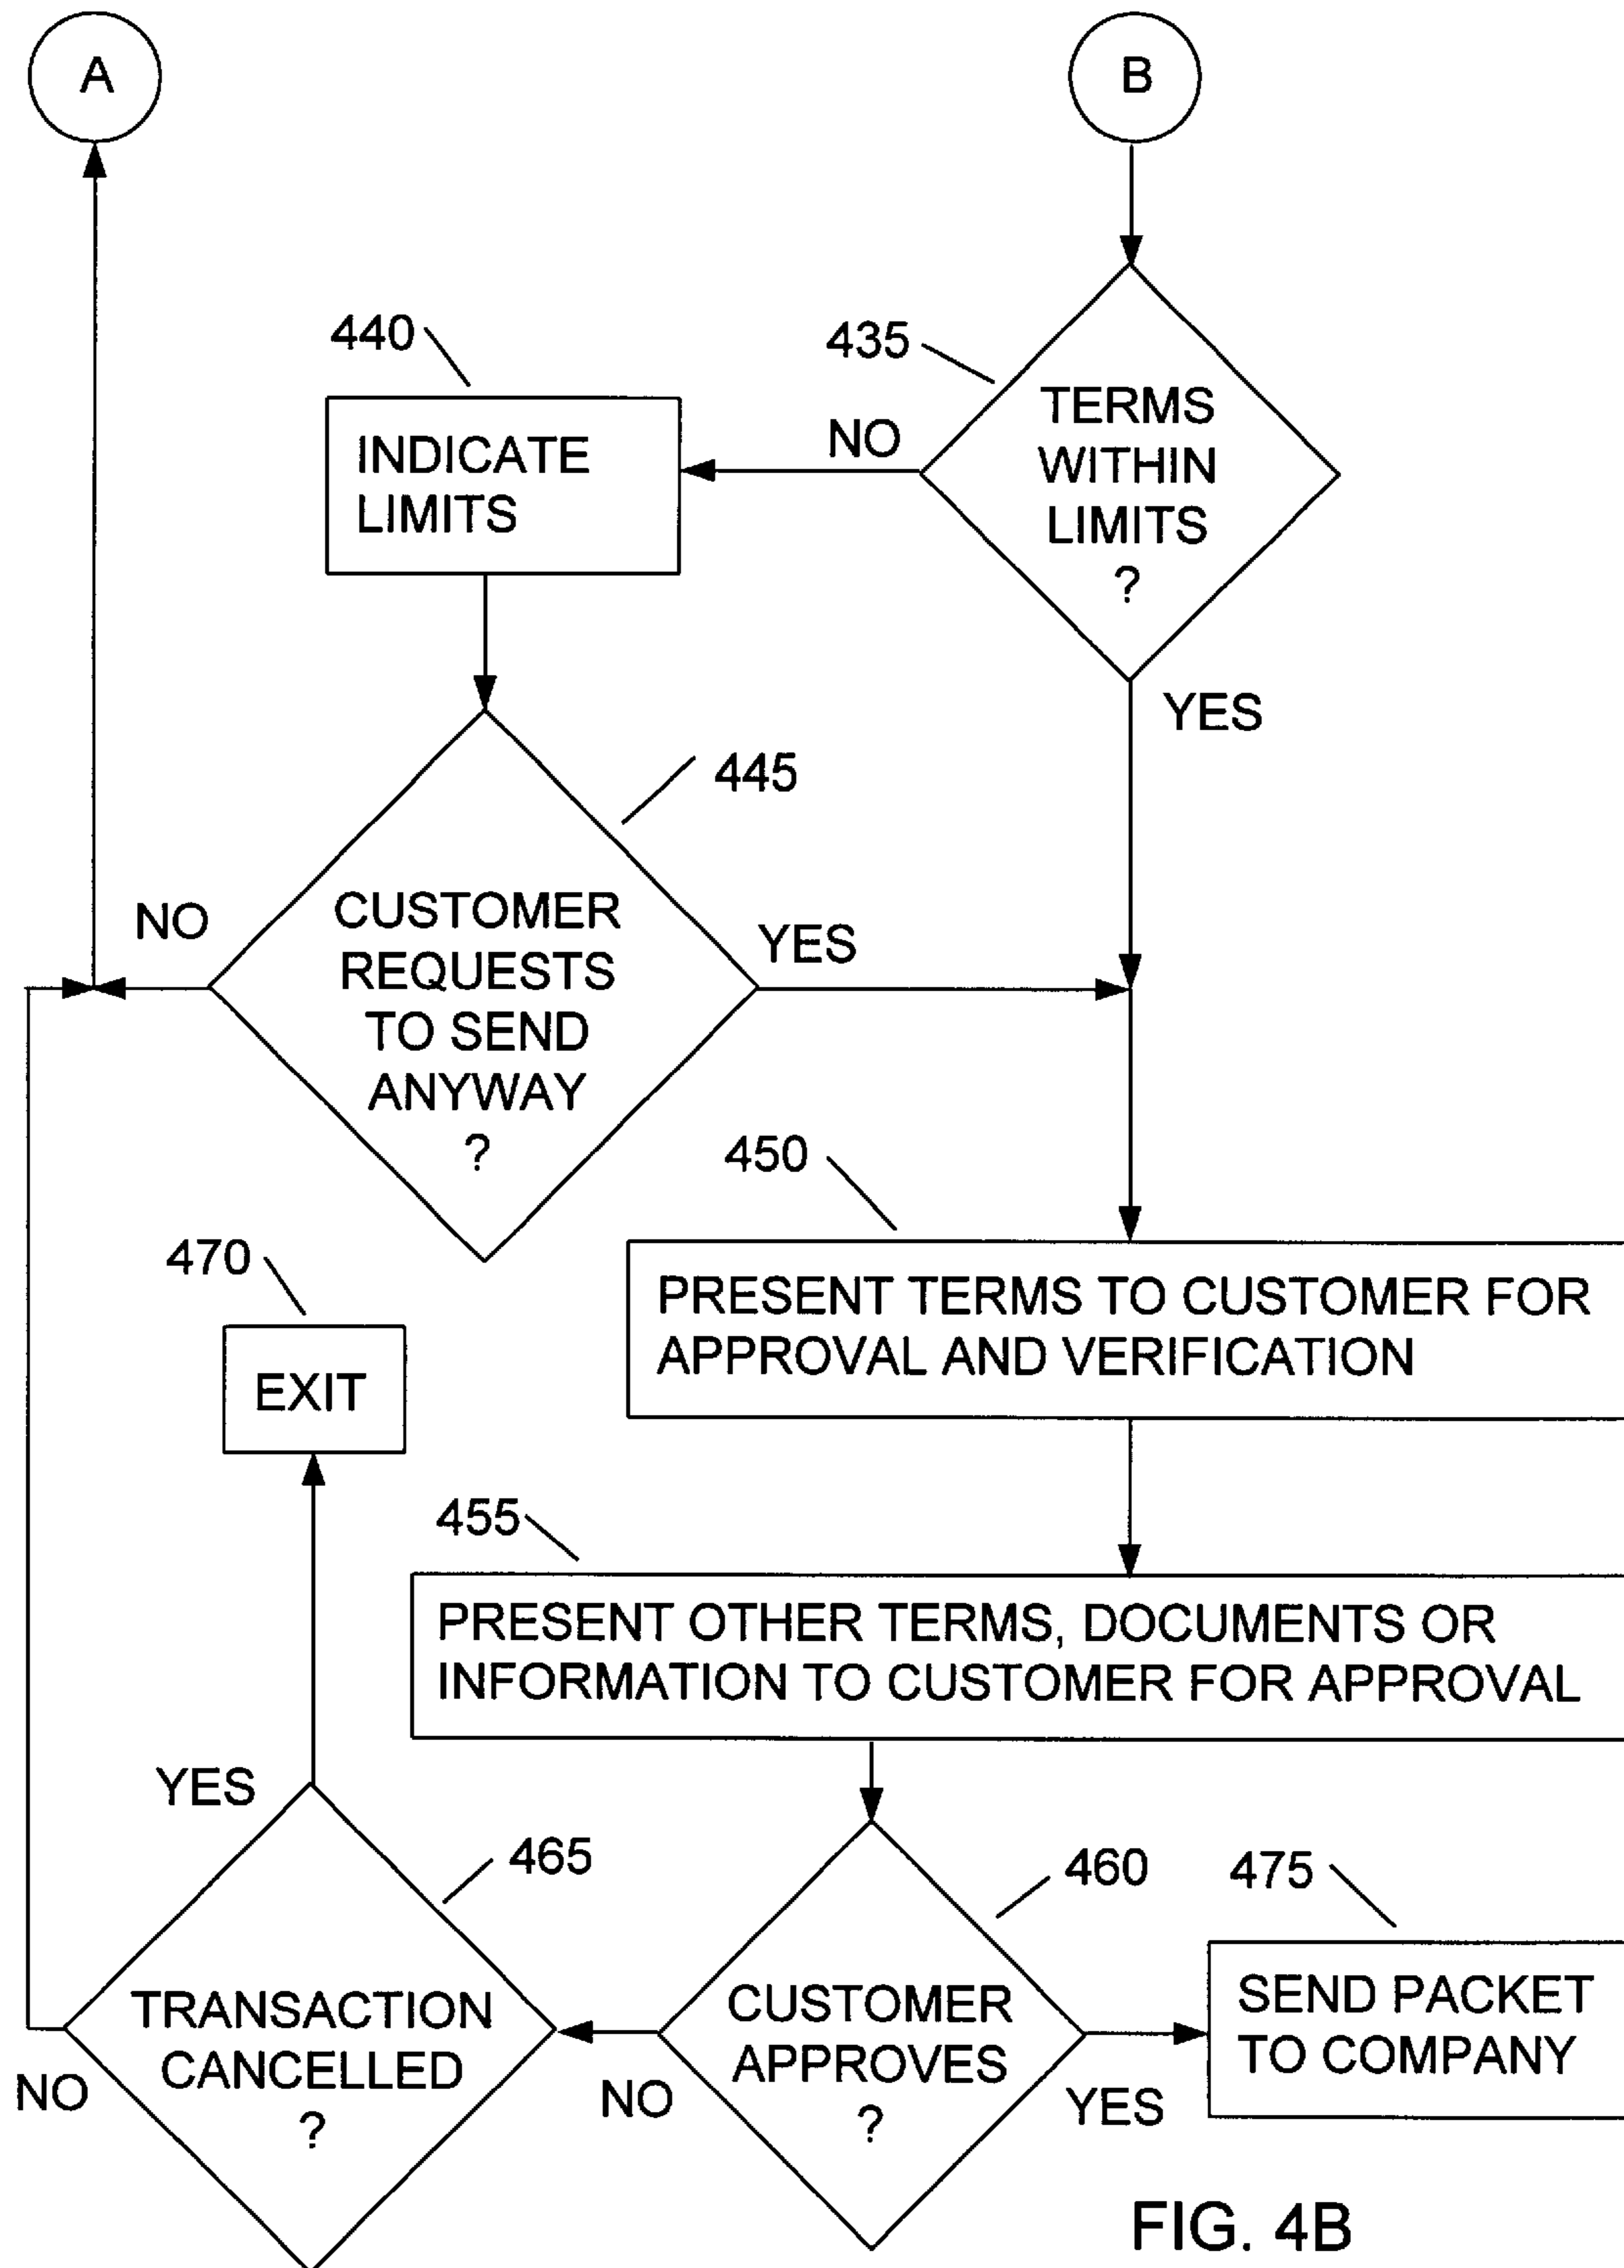 A
B
440
435
INDICATE
LIMITS
NO
TERMS
WITHIN
LIMITS
?
YES
445
NO
CUSTOMER
REQUESTS
TO SEND
ANYWAY
?
YES
450
470
PRESENT TERMS TO CUSTOMER FOR
APPROVAL AND VERIFICATION
EXIT
455
PRESENT OTHER TERMS, DOCUMENTS OR
INFORMATION TO CUSTOMER FOR APPROVAL
YES
465
460
475
TRANSACTION
CANCELLED
?
NO
CUSTOMER
APPROVES
?
NO
YES
SEND PACKET
TO COMPANY
FIG. 4B